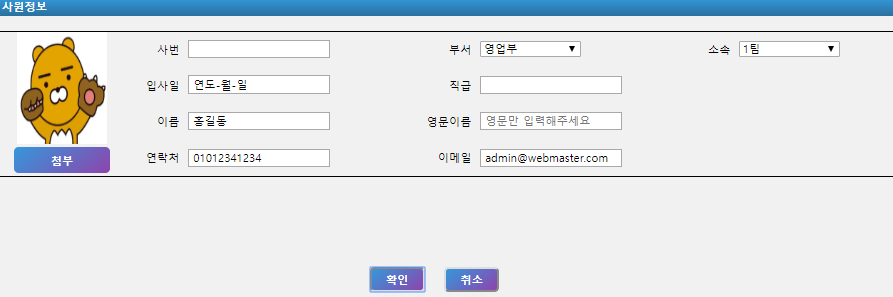 사원정보
사번 부서 영업부 소속 1팀
입사일 연도-월-일 직급
이름 홍길동 영문이름 영문만 입력해주세요
첨부 연락처 01012341234 이메일 admin@webmaster.com
확인 취소